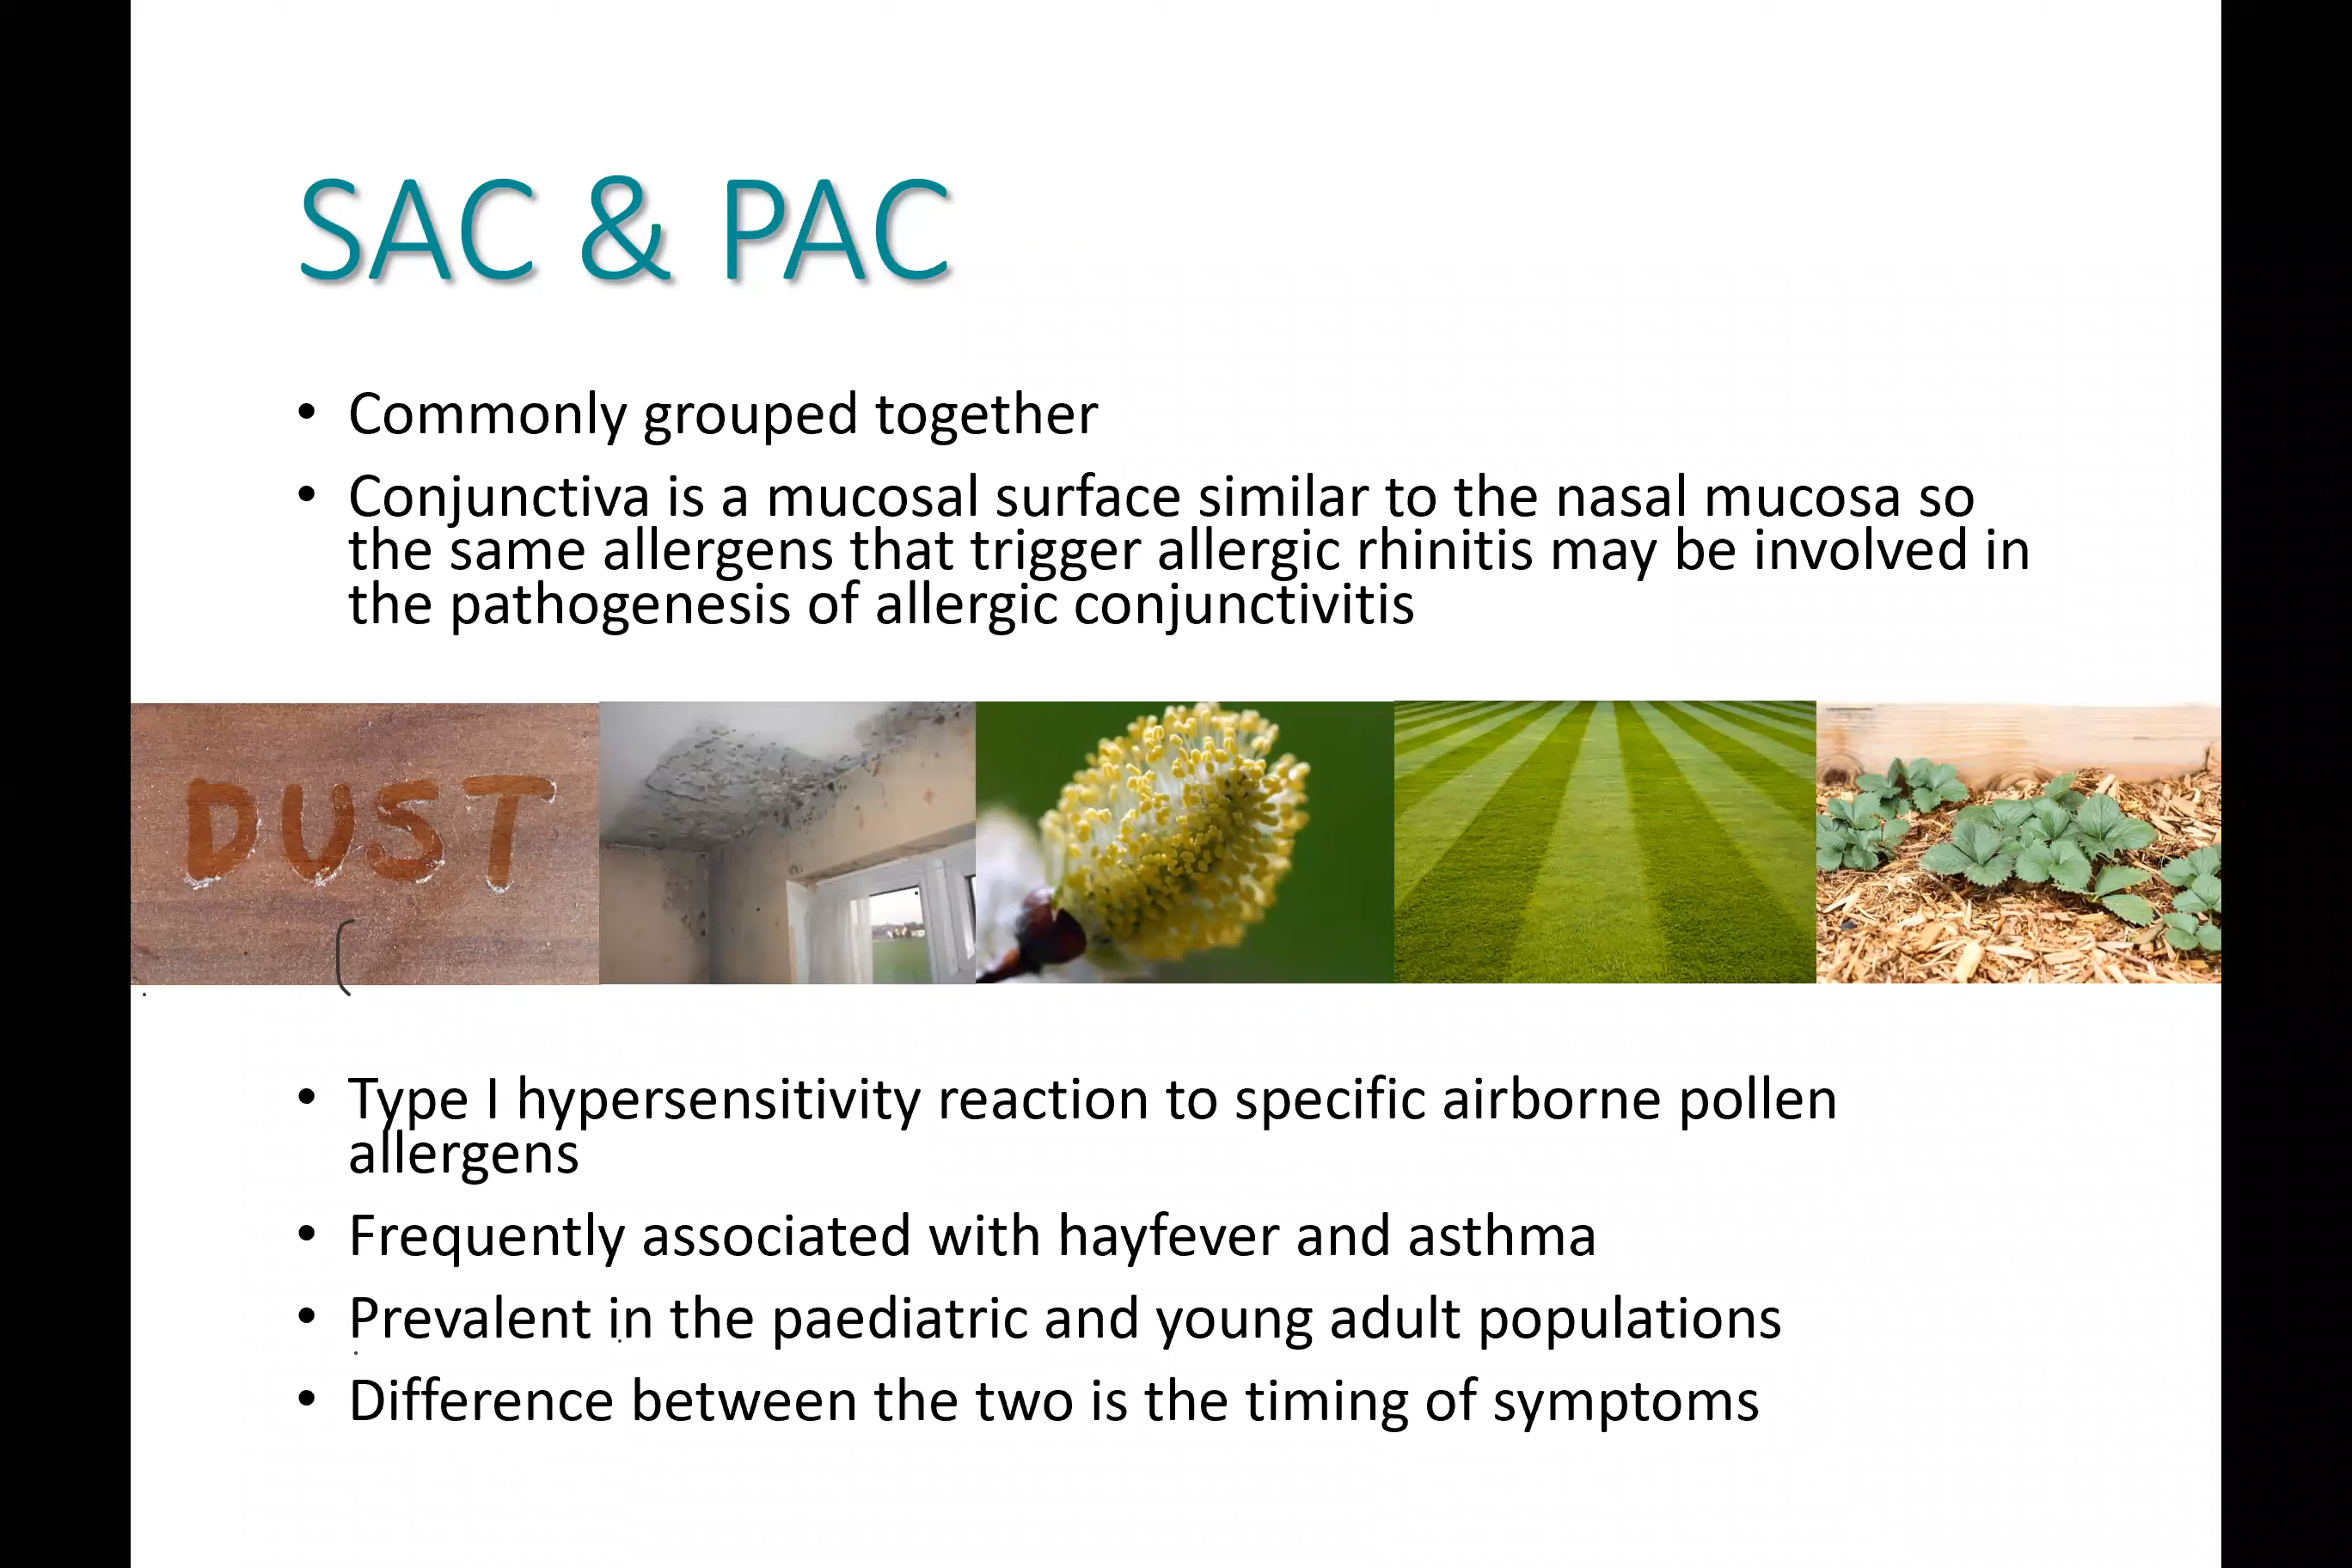 SAC & PAC
• Commonly grouped together
• Conjunctiva is a mucosal surface similar to the nasal mucosa so
the same allergens that trigger allergic rhinitis may be involved in
the pathogenesis of allergic conjunctivitis
DUST
• Type I hypersensitivity reaction to specific airborne pollen
allergens
• Frequently associated with hayfever and asthma
• Prevalent in the paediatric and young adult populations
• Difference between the two is the timing of symptoms